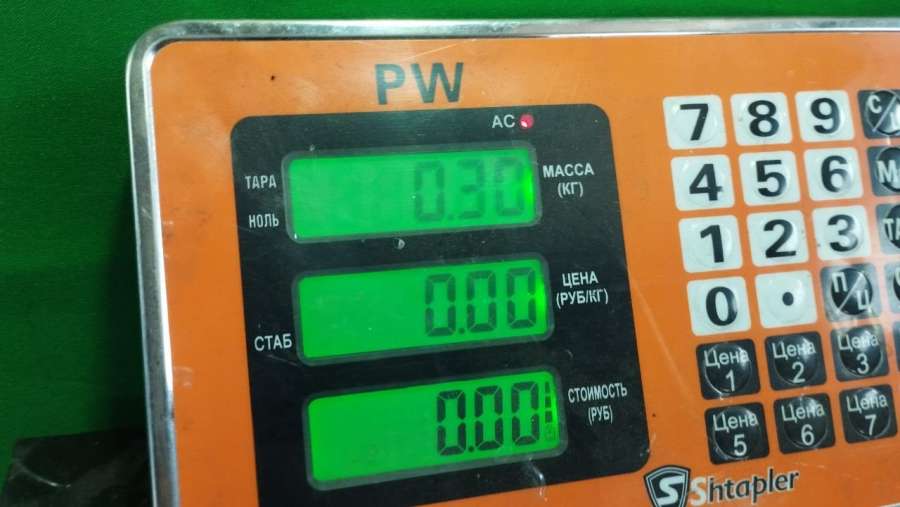 PW
AC
ТАРА
НОЛЬ
0.30
МАССА
(КГ)
СТАБ
0.00
ЦЕНА
(РУБ/КГ)
0.00
СТОИМОСТЬ
(РУБ)
7 8 9
4 5 6
1 2 3
0 . П/Ц
Цена 1 Цена 2 Цена 3
Цена 5 Цена 6 Цена 7
S Shtapler